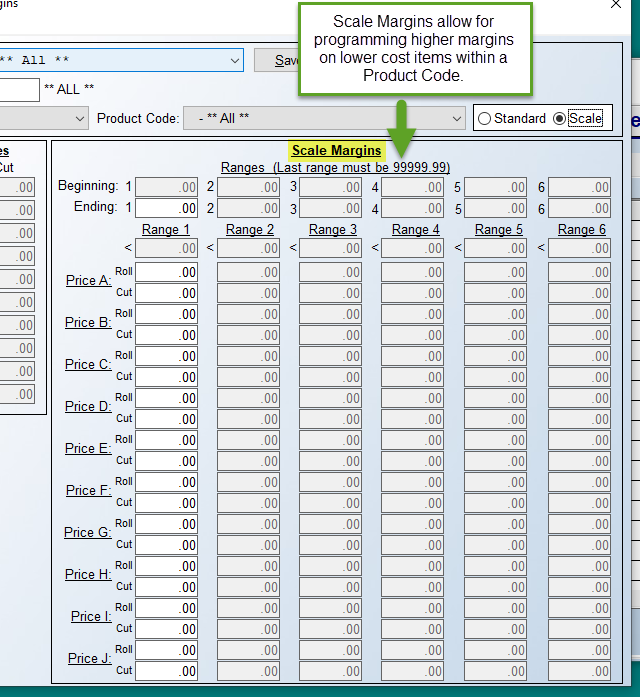 gins
Scale Margins allow for
programming higher margins
on lower cost items within a
Product Code.
** All **
Save
** ALL **
Product Code: - ** All ** Standard Scale
es
Cut
.00
.00
.00
.00
.00
.00
.00
.00
.00
.00
Scale Margins
Ranges (Last range must be 99999.99)
Beginning: 1 .00 2 .00 3 .00 4 .00 5 .00 6 .00
Ending: 1 .00 2 .00 3 .00 4 .00 5 .00 6 .00
Range 1 Range 2 Range 3 Range 4 Range 5 Range 6
< .00 < .00 < .00 < .00 < .00 < .00
Price A: Roll .00 .00 .00 .00 .00 .00
Cut .00 .00 .00 .00 .00 .00
Price B: Roll .00 .00 .00 .00 .00 .00
Cut .00 .00 .00 .00 .00 .00
Price C: Roll .00 .00 .00 .00 .00 .00
Cut .00 .00 .00 .00 .00 .00
Price D: Roll .00 .00 .00 .00 .00 .00
Cut .00 .00 .00 .00 .00 .00
Price E: Roll .00 .00 .00 .00 .00 .00
Cut .00 .00 .00 .00 .00 .00
Price F: Roll .00 .00 .00 .00 .00 .00
Cut .00 .00 .00 .00 .00 .00
Price G: Roll .00 .00 .00 .00 .00 .00
Cut .00 .00 .00 .00 .00 .00
Price H: Roll .00 .00 .00 .00 .00 .00
Cut .00 .00 .00 .00 .00 .00
Price I: Roll .00 .00 .00 .00 .00 .00
Cut .00 .00 .00 .00 .00 .00
Price J: Roll .00 .00 .00 .00 .00 .00
Cut .00 .00 .00 .00 .00 .00